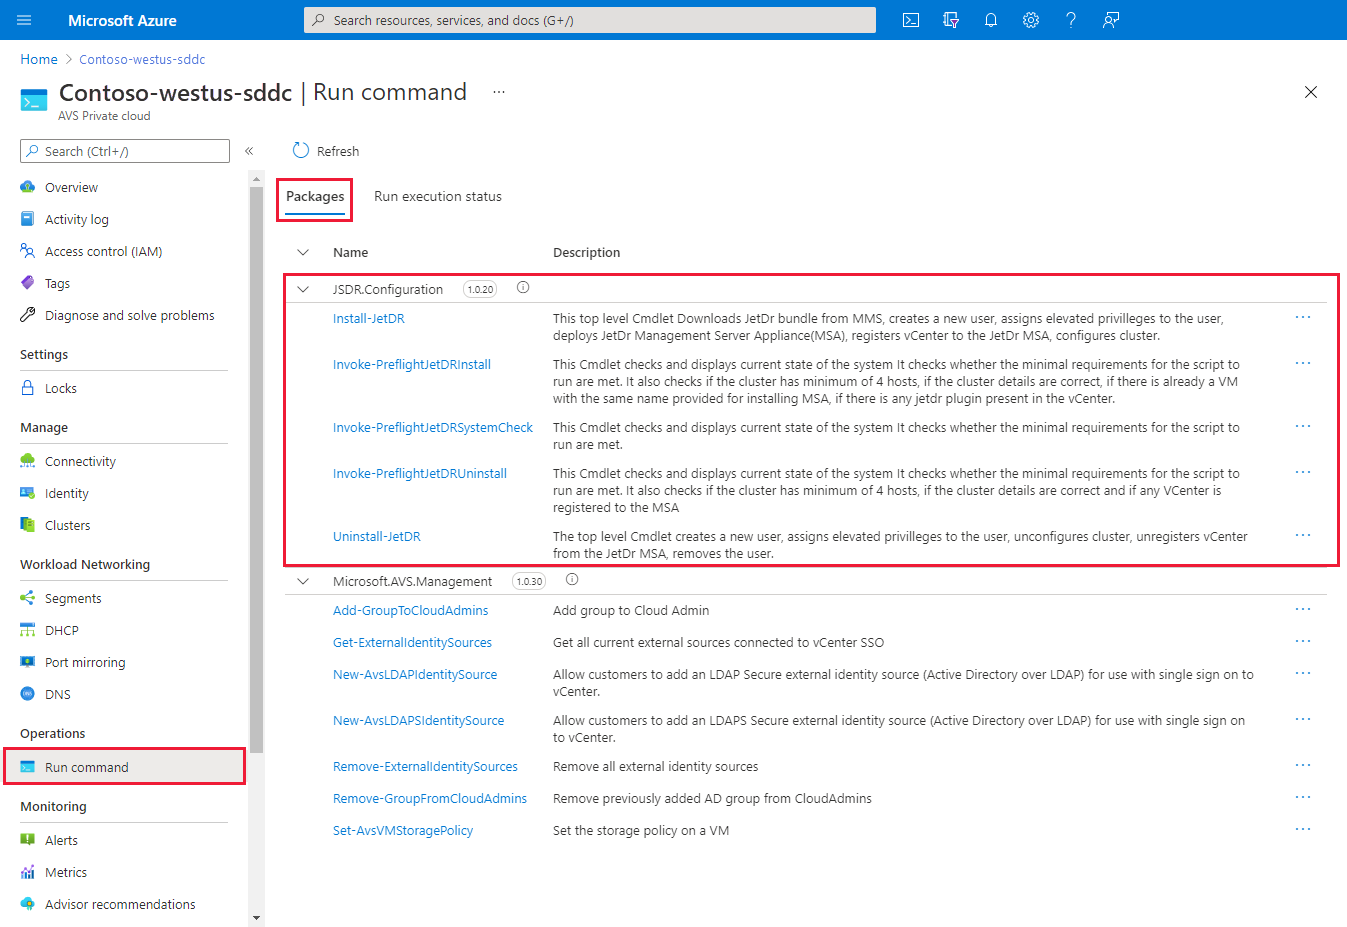 Microsoft Azure
Search resources, services, and docs (G+/)
Home > Contoso-westus-sddc
Contoso-westus-sddc | Run command ...
AVS Private cloud
Search (Ctrl+/)
«
Refresh
Overview
Activity log
Access control (IAM)
Tags
Diagnose and solve problems
Settings
Locks
Manage
Connectivity
Identity
Clusters
Workload Networking
Segments
DHCP
Port mirroring
DNS
Operations
Run command
Monitoring
Alerts
Metrics
Advisor recommendations
Packages Run execution status
Name Description
JSDR.Configuration 1.0.20
Install-JetDR This top level Cmdlet Downloads JetDr bundle from MMS, creates a new user, assigns elevated privilleges to the user, ...
deploys JetDr Management Server Appliance(MSA), registers vCenter to the JetDr MSA, configures cluster.
Invoke-PreflightJetDRInstall This Cmdlet checks and displays current state of the system It checks whether the minimal requirements for the script to ...
run are met. It also checks if the cluster has minimum of 4 hosts, if the cluster details are correct, if there is already a VM
with the same name provided for installing MSA, if there is any jetdr plugin present in the vCenter.
Invoke-PreflightJetDRSystemCheck This Cmdlet checks and displays current state of the system It checks whether the minimal requirements for the script to ...
run are met.
Invoke-PreflightJetDRUninstall This Cmdlet checks and displays current state of the system It checks whether the minimal requirements for the script to ...
run are met. It also checks if the cluster has minimum of 4 hosts, if the cluster details are correct and if any VCenter is
registered to the MSA
Uninstall-JetDR The top level Cmdlet creates a new user, assigns elevated privilleges to the user, unconfigures cluster, unregisters vCenter ...
from the JetDr MSA, removes the user.
Microsoft.AVS.Management 1.0.30
Add-GroupToCloudAdmins Add group to Cloud Admin ...
Get-ExternalIdentitySources Get all current external sources connected to vCenter SSO ...
New-AvsLDAPIdentitySource Allow customers to add an LDAP Secure external identity source (Active Directory over LDAP) for use with single sign on to ...
vCenter.
New-AvsLDAPSIdentitySource Allow customers to add an LDAPS Secure external identity source (Active Directory over LDAP) for use with single sign on ...
to vCenter.
Remove-ExternalIdentitySources Remove all external identity sources ...
Remove-GroupFromCloudAdmins Remove previously added AD group from CloudAdmins ...
Set-AvsVMStoragePolicy Set the storage policy on a VM ...